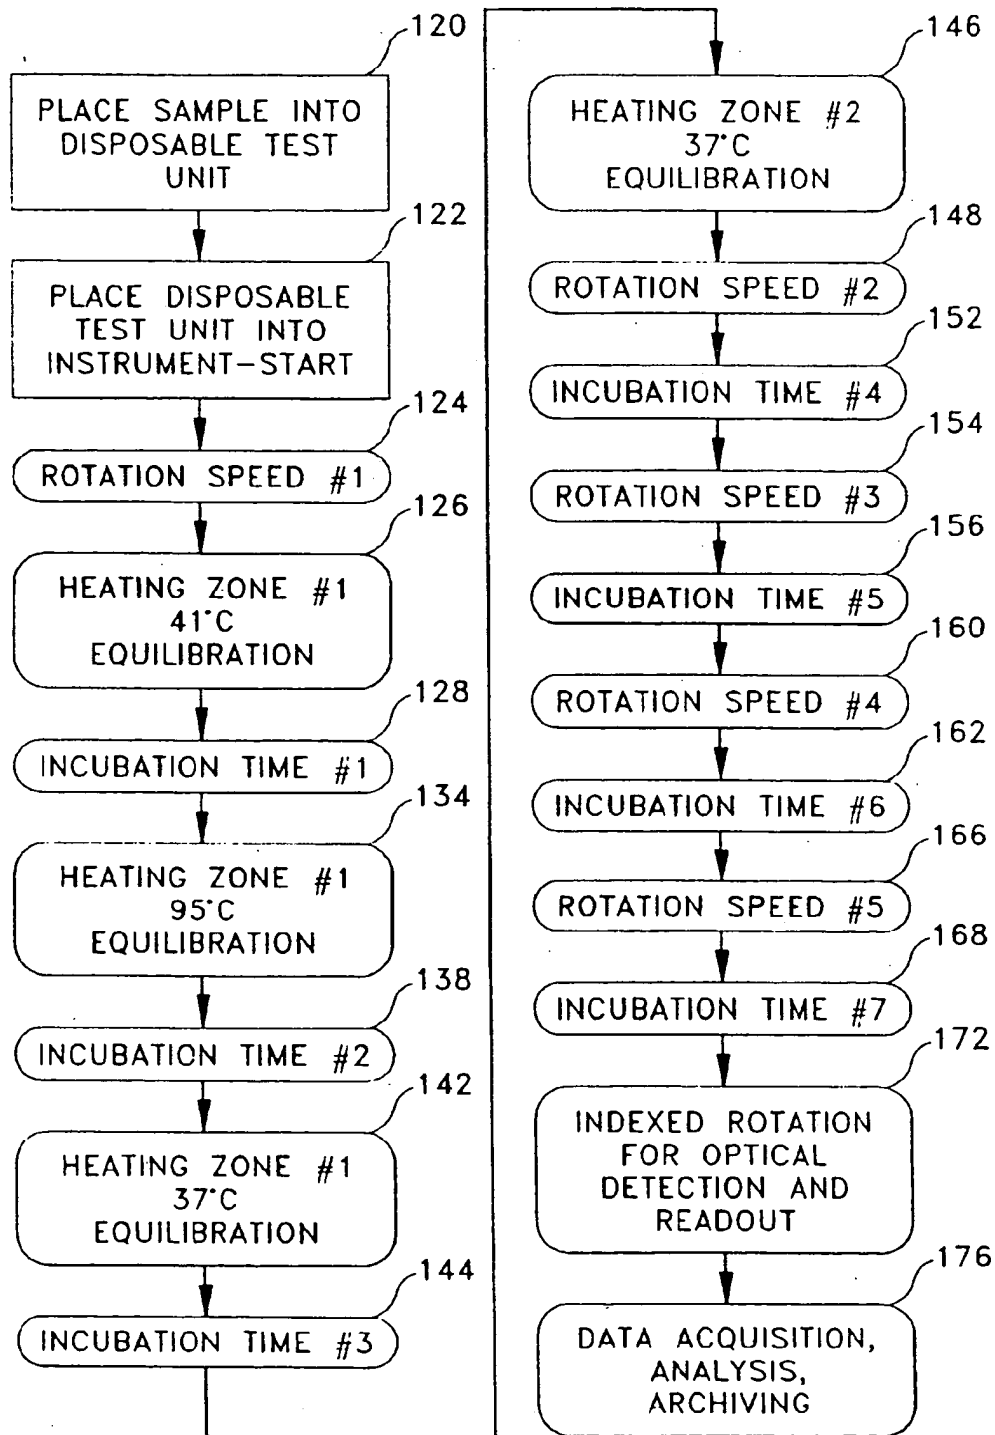 120
PLACE SAMPLE INTO
DISPOSABLE TEST
UNIT
122
PLACE DISPOSABLE
TEST UNIT INTO
INSTRUMENT-START
124
ROTATION SPEED #1
126
HEATING ZONE #1
41°C
EQUILIBRATION
128
INCUBATION TIME #1
134
HEATING ZONE #1
95°C
EQUILIBRATION
138
INCUBATION TIME #2
142
HEATING ZONE #1
37°C
EQUILIBRATION
144
INCUBATION TIME #3
146
HEATING ZONE #2
37°C
EQUILIBRATION
148
ROTATION SPEED #2
152
INCUBATION TIME #4
154
ROTATION SPEED #3
156
INCUBATION TIME #5
160
ROTATION SPEED #4
162
INCUBATION TIME #6
166
ROTATION SPEED #5
168
INCUBATION TIME #7
172
INDEXED ROTATION
FOR OPTICAL
DETECTION AND
READOUT
176
DATA ACQUISITION,
ANALYSIS,
ARCHIVING